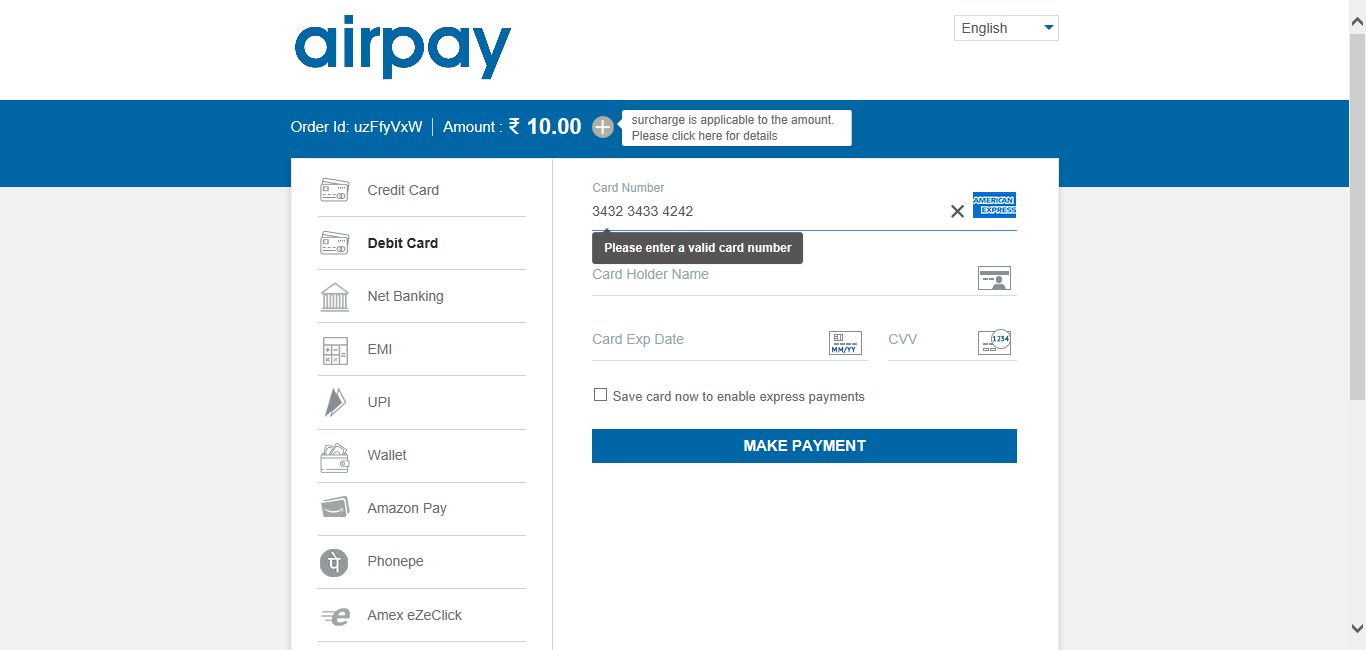 airpay
English
Order Id: uzFfyVxW
Amount : ₹ 10.00
surcharge is applicable to the amount.
Please click here for details
Credit Card
Debit Card
Net Banking
EMI
UPI
Wallet
Amazon Pay
पे
Phonepe
e
Amex eZeClick
Card Number
3432 3433 4242
AMERICAN
EXPRESS
Please enter a valid card number
Card Holder Name
Card Exp Date
MM/YY
CVV
1234
Save card now to enable express payments
MAKE PAYMENT